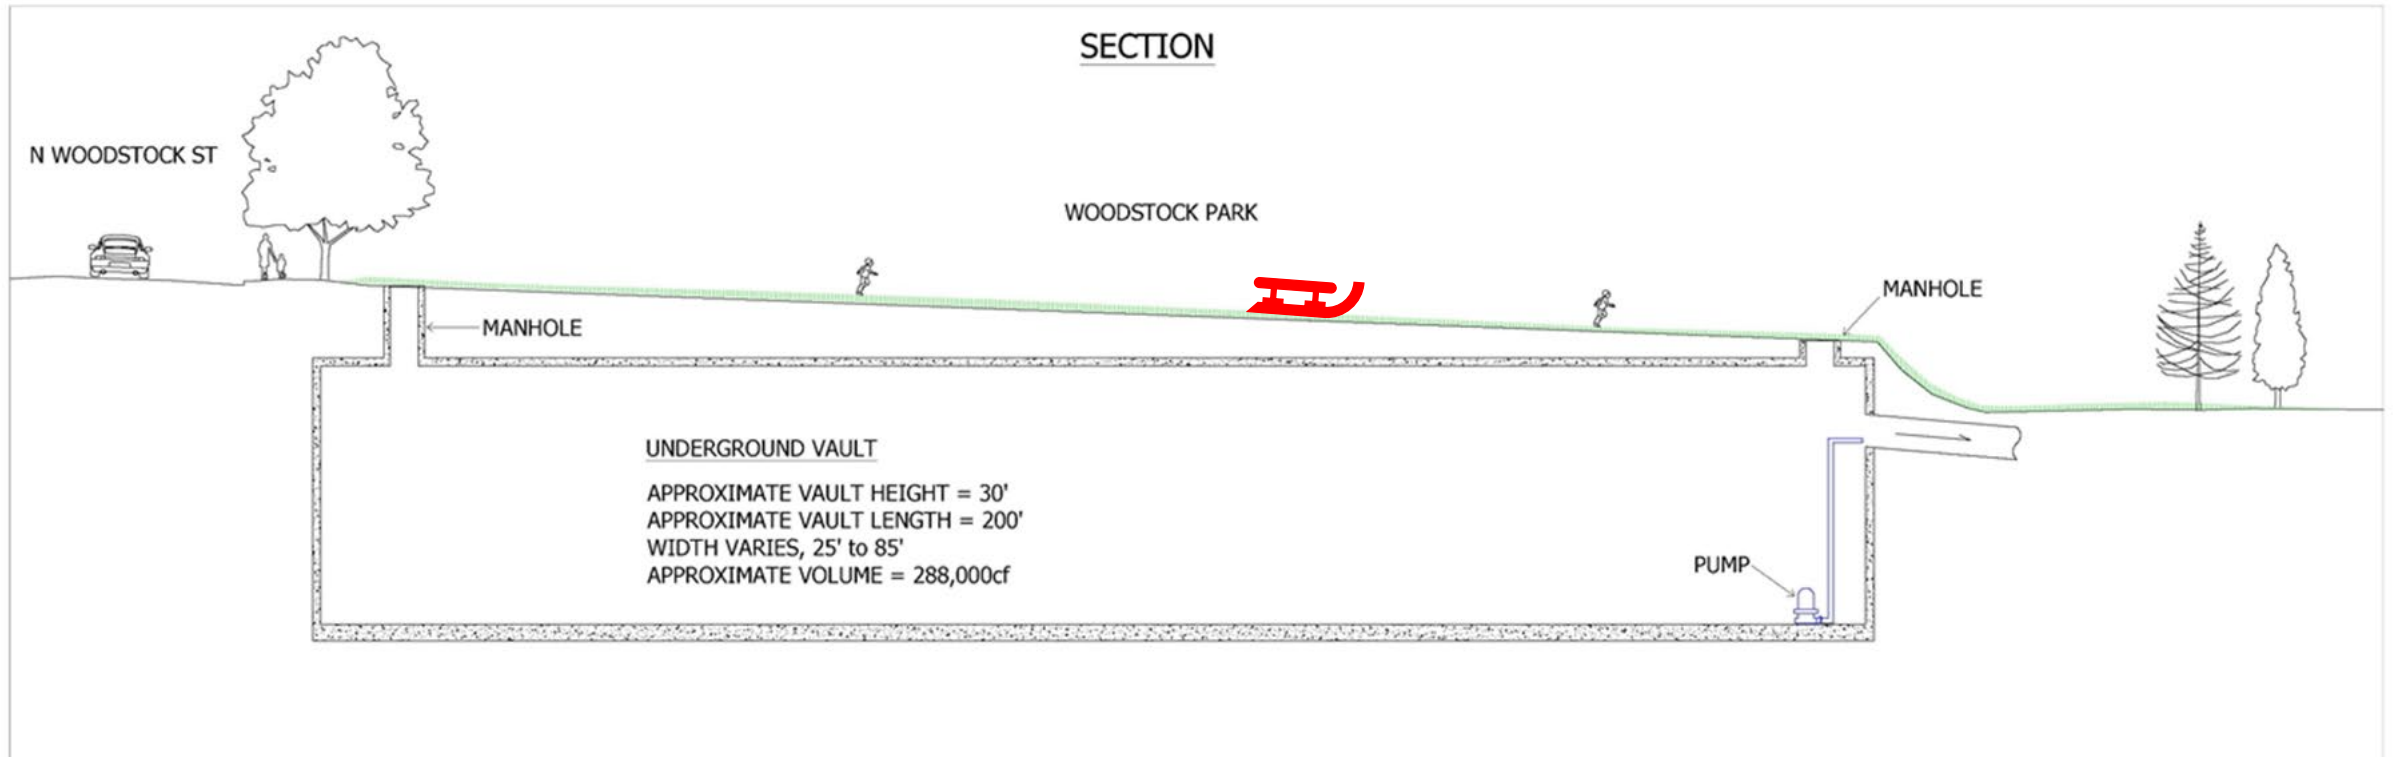 SECTION
N WOODSTOCK ST
WOODSTOCK PARK
MANHOLE
MANHOLE
UNDERGROUND VAULT
APPROXIMATE VAULT HEIGHT = 30'
APPROXIMATE VAULT LENGTH = 200'
WIDTH VARIES, 25' to 85'
APPROXIMATE VOLUME = 288,000cf
PUMP